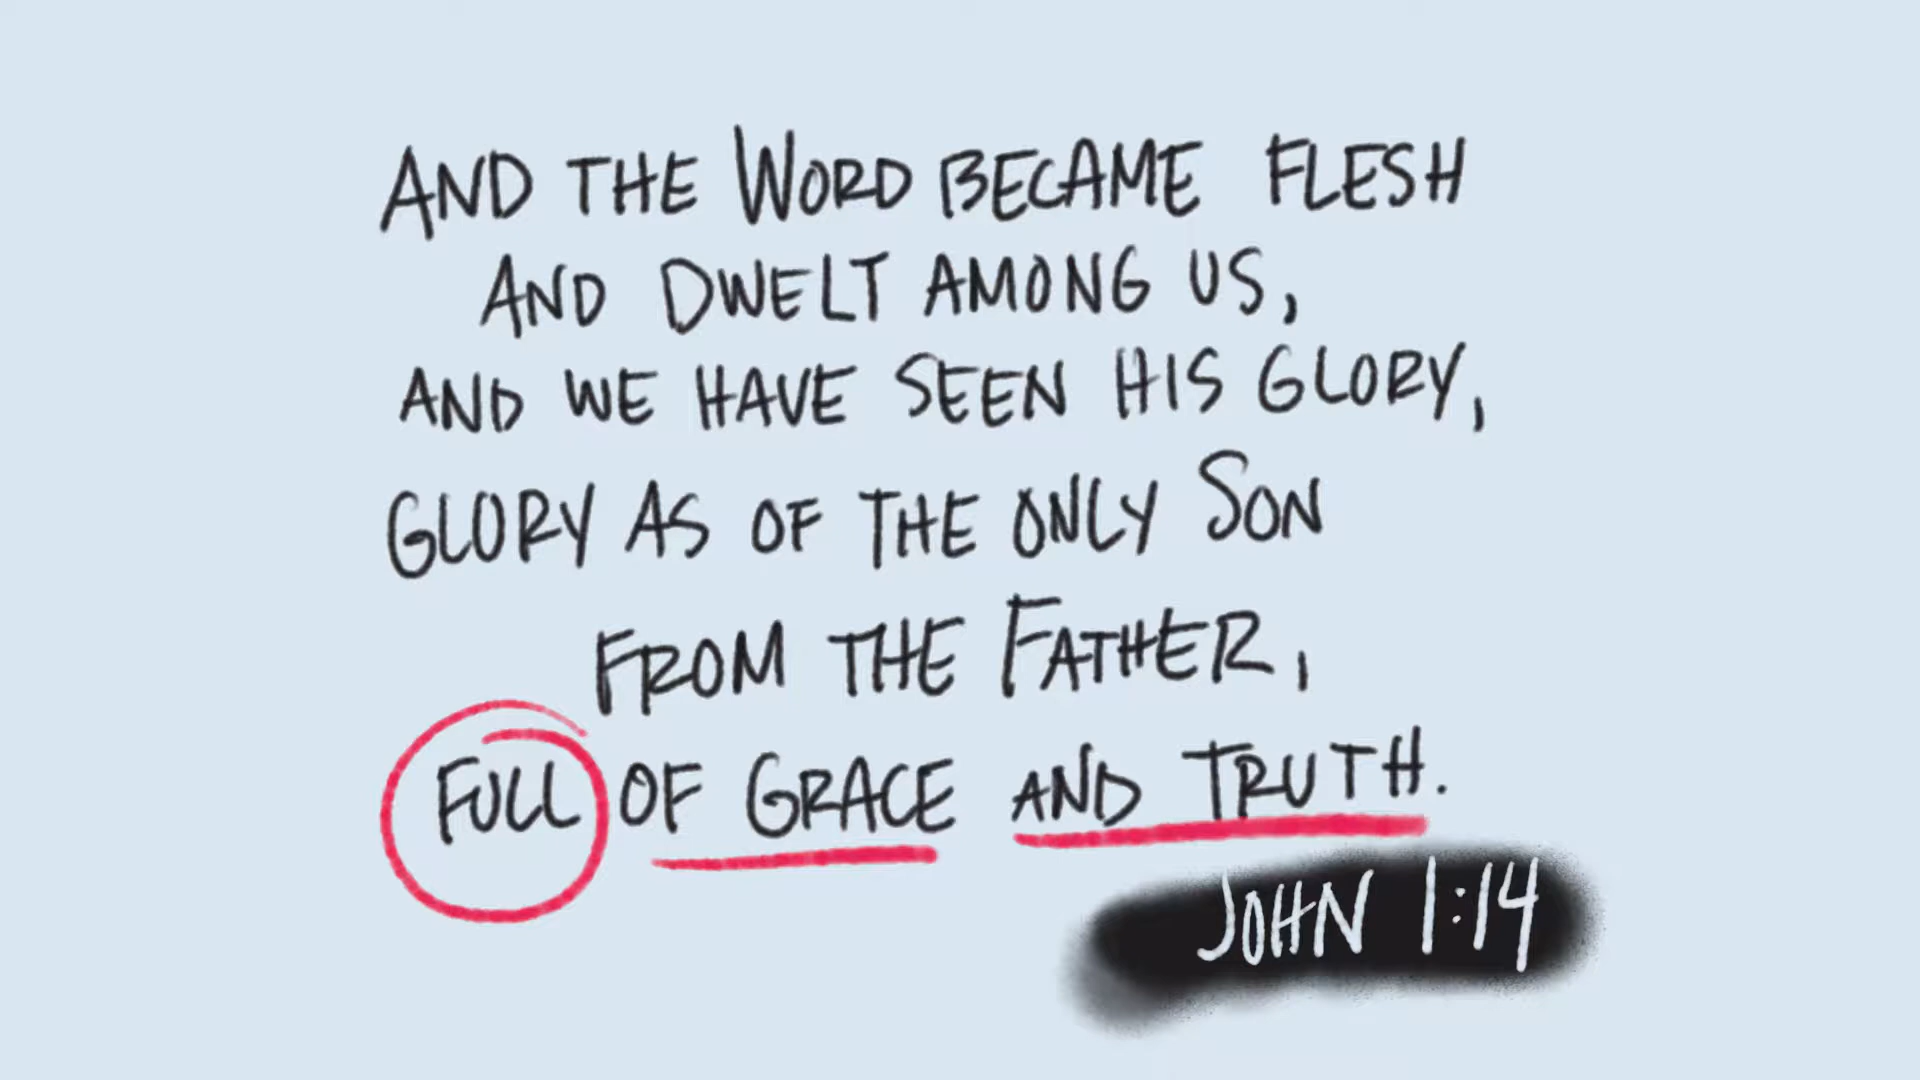 AND THE WORD BECAME FLESH
AND DWELT AMONG US,
AND WE HAVE SEEN HIS GLORY,
GLORY AS OF THE ONLY SON
FROM THE FATHER,
FULL OF GRACE AND TRUTH.
JOHN 1:14